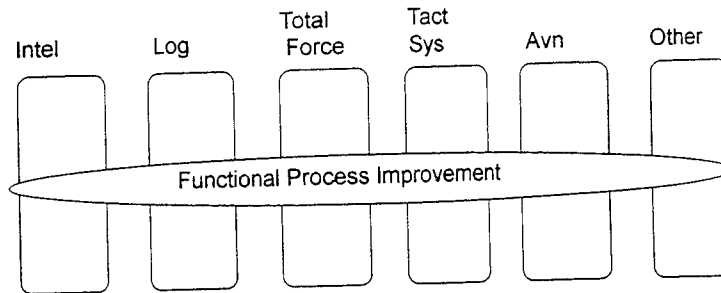 Intel
Log
Total
Force
Tact
Sys
Avn
Other
Functional Process Improvement